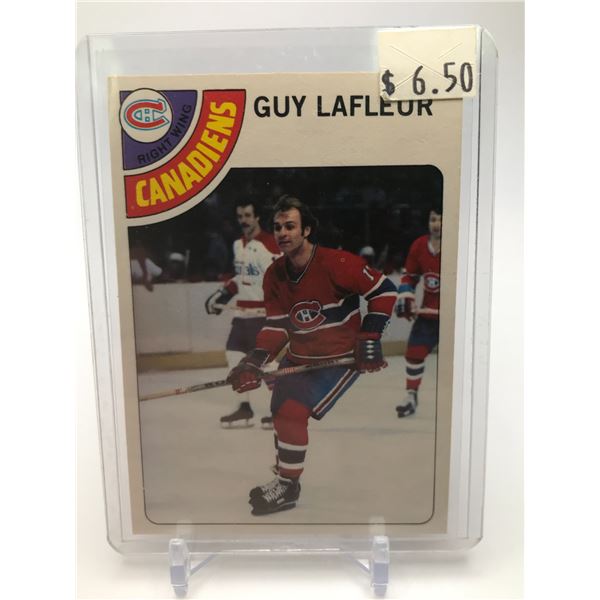 $ 6.50
GUY LAFLEUR
RIGHT WING
CANADIENS